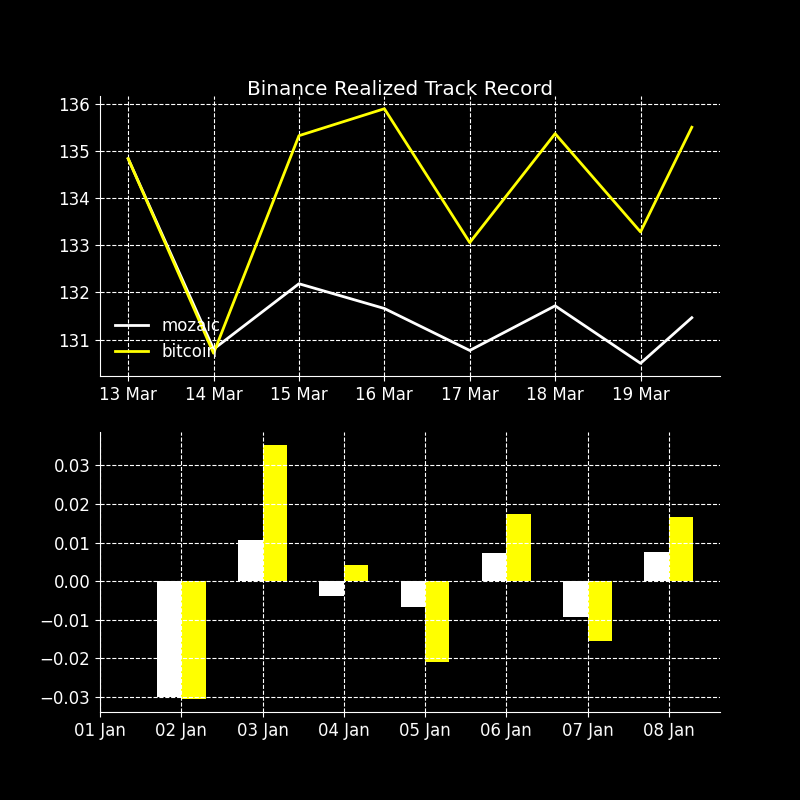 Binance Realized Track Record
136
135
134
133
132
131
mozaic
bitcoin
13 Mar 14 Mar 15 Mar 16 Mar 17 Mar 18 Mar 19 Mar
0.03
0.02
0.01
0.00
−0.01
−0.02
−0.03
01 Jan 02 Jan 03 Jan 04 Jan 05 Jan 06 Jan 07 Jan 08 Jan